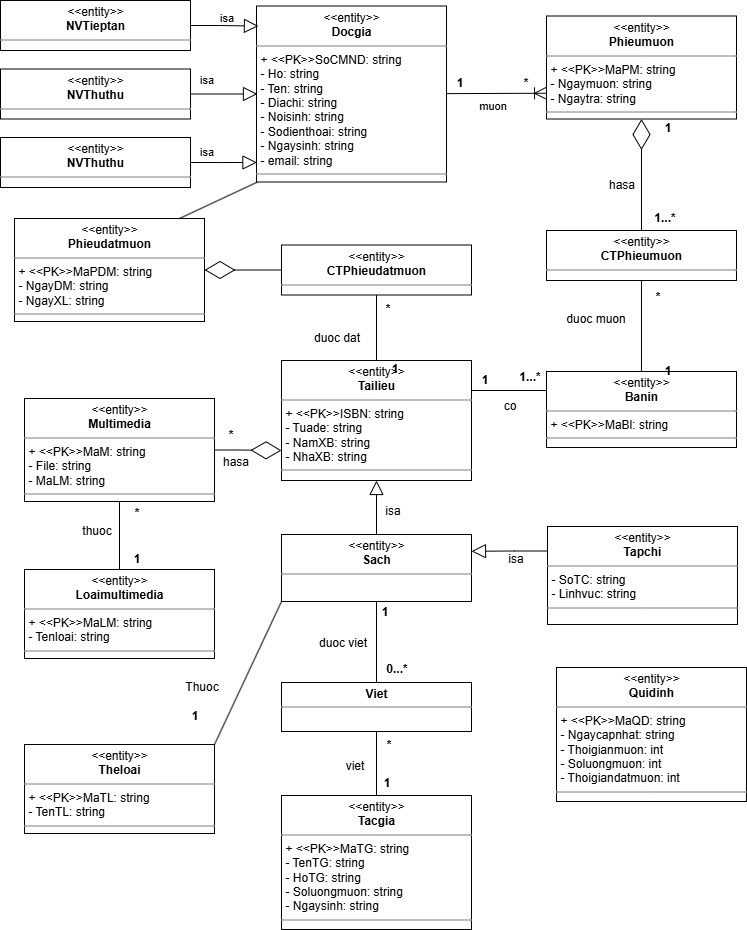 <<entity>>
NVTieptan
isa
<<entity>>
NVThuthu
isa
<<entity>>
NVThuthu
isa
<<entity>>
Docgia
+ <<PK>>SoCMND: string
- Ho: string
- Ten: string
- Diachi: string
- Noisinh: string
- Sodienthoai: string
- Ngaysinh: string
- email: string
1
*
muon
<<entity>>
Phieumuon
+ <<PK>>MaPM: string
- Ngaymuon: string
- Ngaytra: string
1
hasa
1...*
<<entity>>
Phieudatmuon
+ <<PK>>MaPDM: string
- NgayDM: string
- NgayXL: string
<<entity>>
CTPhieudatmuon
*
duoc dat
1
<<entity>>
CTPhieumuon
*
duoc muon
1
<<entity>>
Tailieu
+ <<PK>>ISBN: string
- Tuade: string
- NamXB: string
- NhaXB: string
1
1...*
co
<<entity>>
Banin
+ <<PK>>MaBI: string
<<entity>>
Multimedia
+ <<PK>>MaM: string
- File: string
- MaLM: string
*
hasa
*
thuoc
1
isa
<<entity>>
Loaimultimedia
+ <<PK>>MaLM: string
- Tenloai: string
<<entity>>
Sach
isa
<<entity>>
Tapchi
- SoTC: string
- Linhvuc: string
1
duoc viet
0...*
Thuoc
1
Viet
*
viet
1
<<entity>>
Quidinh
+ <<PK>>MaQD: string
- Ngaycapnhat: string
- Thoigianmuon: int
- Soluongmuon: int
- Thoigiandatmuon: int
<<entity>>
Theloai
+ <<PK>>MaTL: string
- TenTL: string
<<entity>>
Tacgia
+ <<PK>>MaTG: string
- TenTG: string
- HoTG: string
- Soluongmuon: string
- Ngaysinh: string